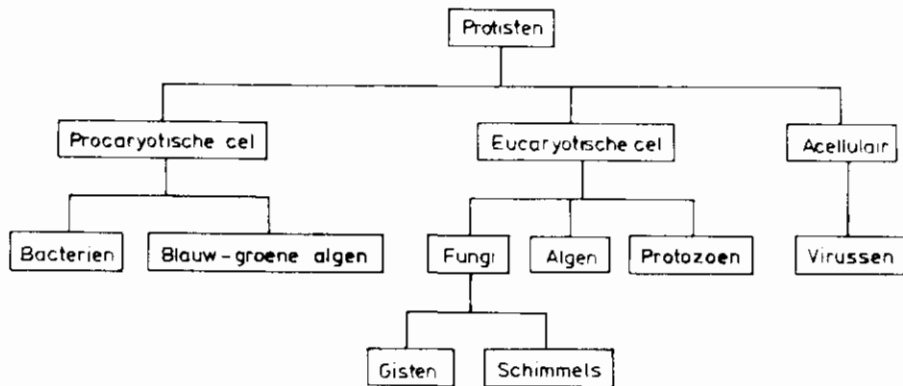 Protisten
Procaryotische cel
Eucaryotische cel
Acellulair
Bacterien
Blauw-groene algen
Fungi
Algen
Protozoen
Virussen
Gisten
Schimmels